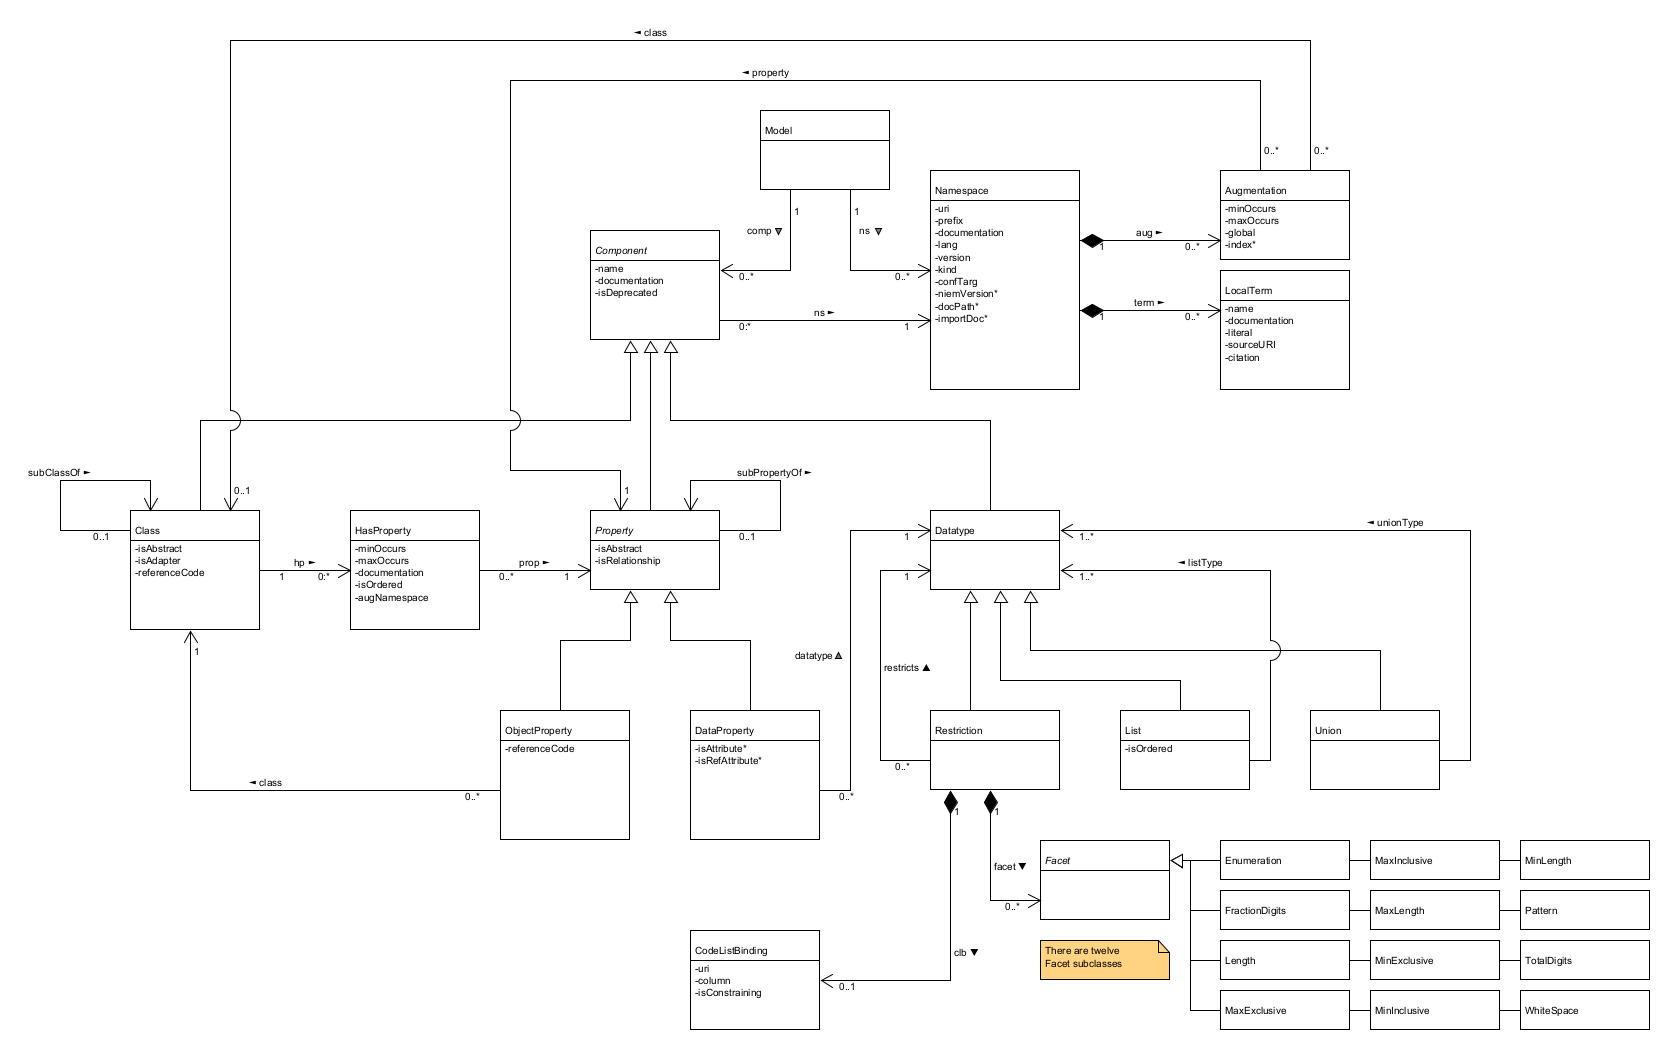 ◄ class
◄ property
Model
0..*
0..*
1
1
comp ▼
ns ▼
Namespace
-uri
-prefix
-documentation
-lang
-version
-kind
-confTarg
-niemVersion*
-docPath*
-importDoc*
Augmentation
-minOccurs
-maxOccurs
-global
-index*
1
aug ►
0..*
Component
-name
-documentation
-isDeprecated
0..*
0..*
LocalTerm
-name
-documentation
-literal
-sourceURI
-citation
1
term ►
0..*
ns ►
0:*
1
subClassOf ►
0..1
0..1
Class
-isAbstract
-isAdapter
-referenceCode
hp ►
1
0:*
HasProperty
-minOccurs
-maxOccurs
-documentation
-isOrdered
-augNamespace
prop ►
0..*
1
1
subPropertyOf ►
Property
-isAbstract
-isRelationship
0..1
Datatype
1
1
◄ unionType
1..*
◄ listType
1..*
1
datatype ▲
restricts ▲
ObjectProperty
-referenceCode
DataProperty
-isAttribute*
-isRefAttribute*
Restriction
List
-isOrdered
Union
◄ class
0..*
0..*
0..*
1
1
facet ▼
0..*
Facet
There are twelve
Facet subclasses
Enumeration
MaxInclusive
MinLength
FractionDigits
MaxLength
Pattern
Length
MinExclusive
TotalDigits
MaxExclusive
MinInclusive
WhiteSpace
clb ▼
0..1
CodeListBinding
-uri
-column
-isConstraining